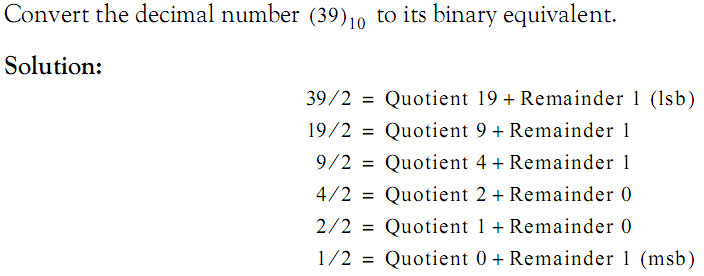 Convert the decimal number (39)₁₀ to its binary equivalent.
Solution:
39/2 = Quotient 19 + Remainder 1 (lsb)
19/2 = Quotient 9 + Remainder 1
9/2 = Quotient 4 + Remainder 1
4/2 = Quotient 2 + Remainder 0
2/2 = Quotient 1 + Remainder 0
1/2 = Quotient 0 + Remainder 1 (msb)